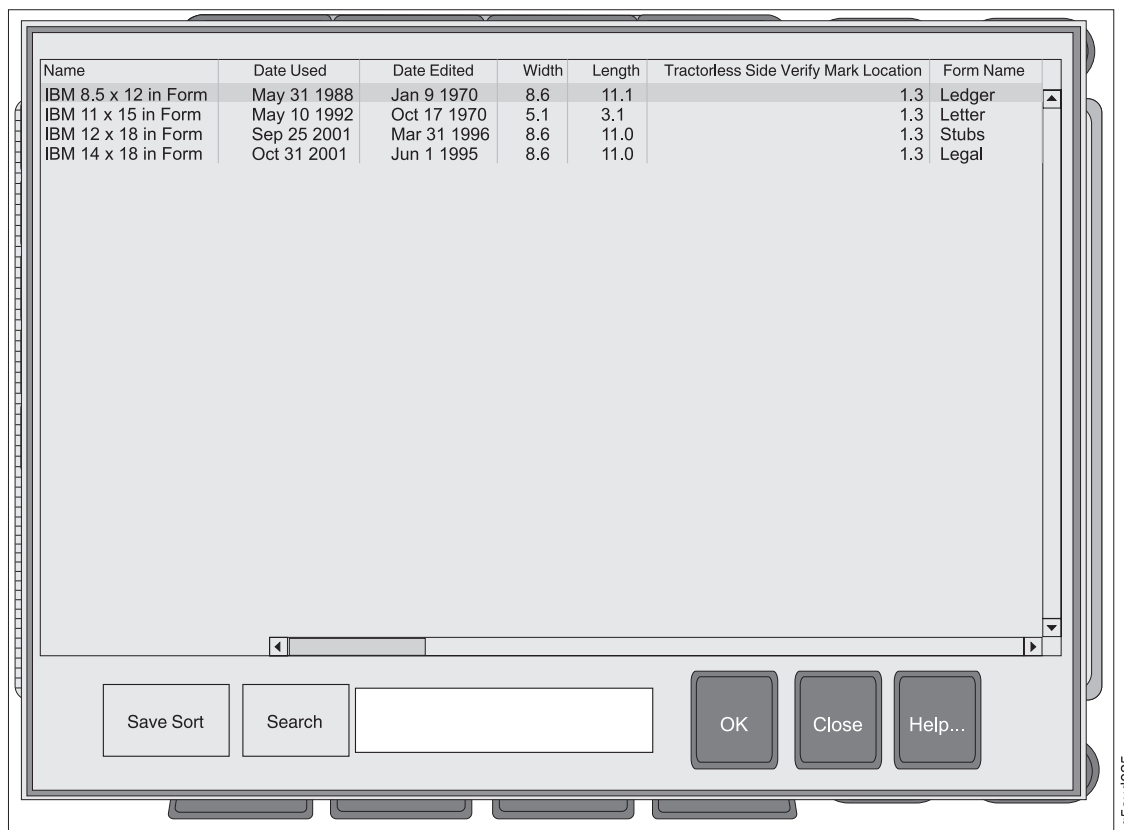 Name Date Used Date Edited Width Length Tractorless Side Verify Mark Location Form Name
IBM 8.5 x 12 in Form May 31 1988 Jan 9 1970 8.6 11.1 1.3 Ledger
IBM 11 x 15 in Form May 10 1992 Oct 17 1970 5.1 3.1 1.3 Letter
IBM 12 x 18 in Form Sep 25 2001 Mar 31 1996 8.6 11.0 1.3 Stubs
IBM 14 x 18 in Form Oct 31 2001 Jun 1 1995 8.6 11.0 1.3 Legal
Save Sort Search OK Close Help...